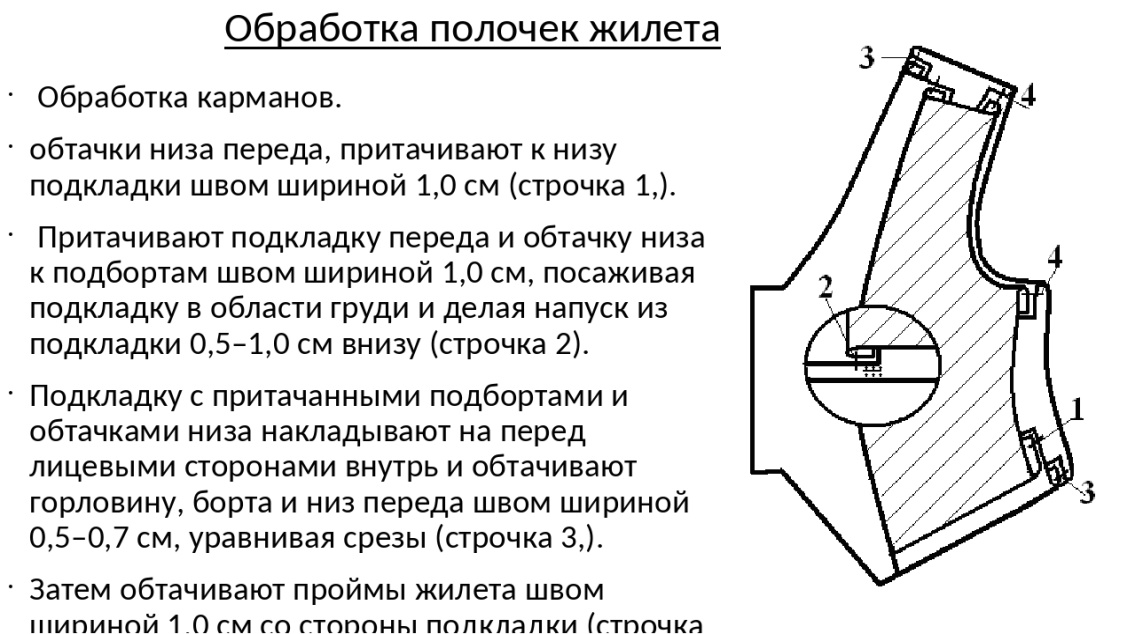 Обработка полочек жилета
· Обработка карманов.
· обтачки низа переда, притачивают к низу
подкладки швом шириной 1,0 см (строчка 1,).
· Притачивают подкладку переда и обтачку низа
к подбортам швом шириной 1,0 см, посаживая
подкладку в области груди и делая напуск из
подкладки 0,5–1,0 см внизу (строчка 2).
· Подкладку с притачанными подбортами и
обтачками низа накладывают на перед
лицевыми сторонами внутрь и обтачивают
горловину, борта и низ переда швом шириной
0,5–0,7 см, уравнивая срезы (строчка 3,).
· Затем обтачивают проймы жилета швом
шириной 1,0 см со стороны подкладки (строчка
3
4
4
2
1
3